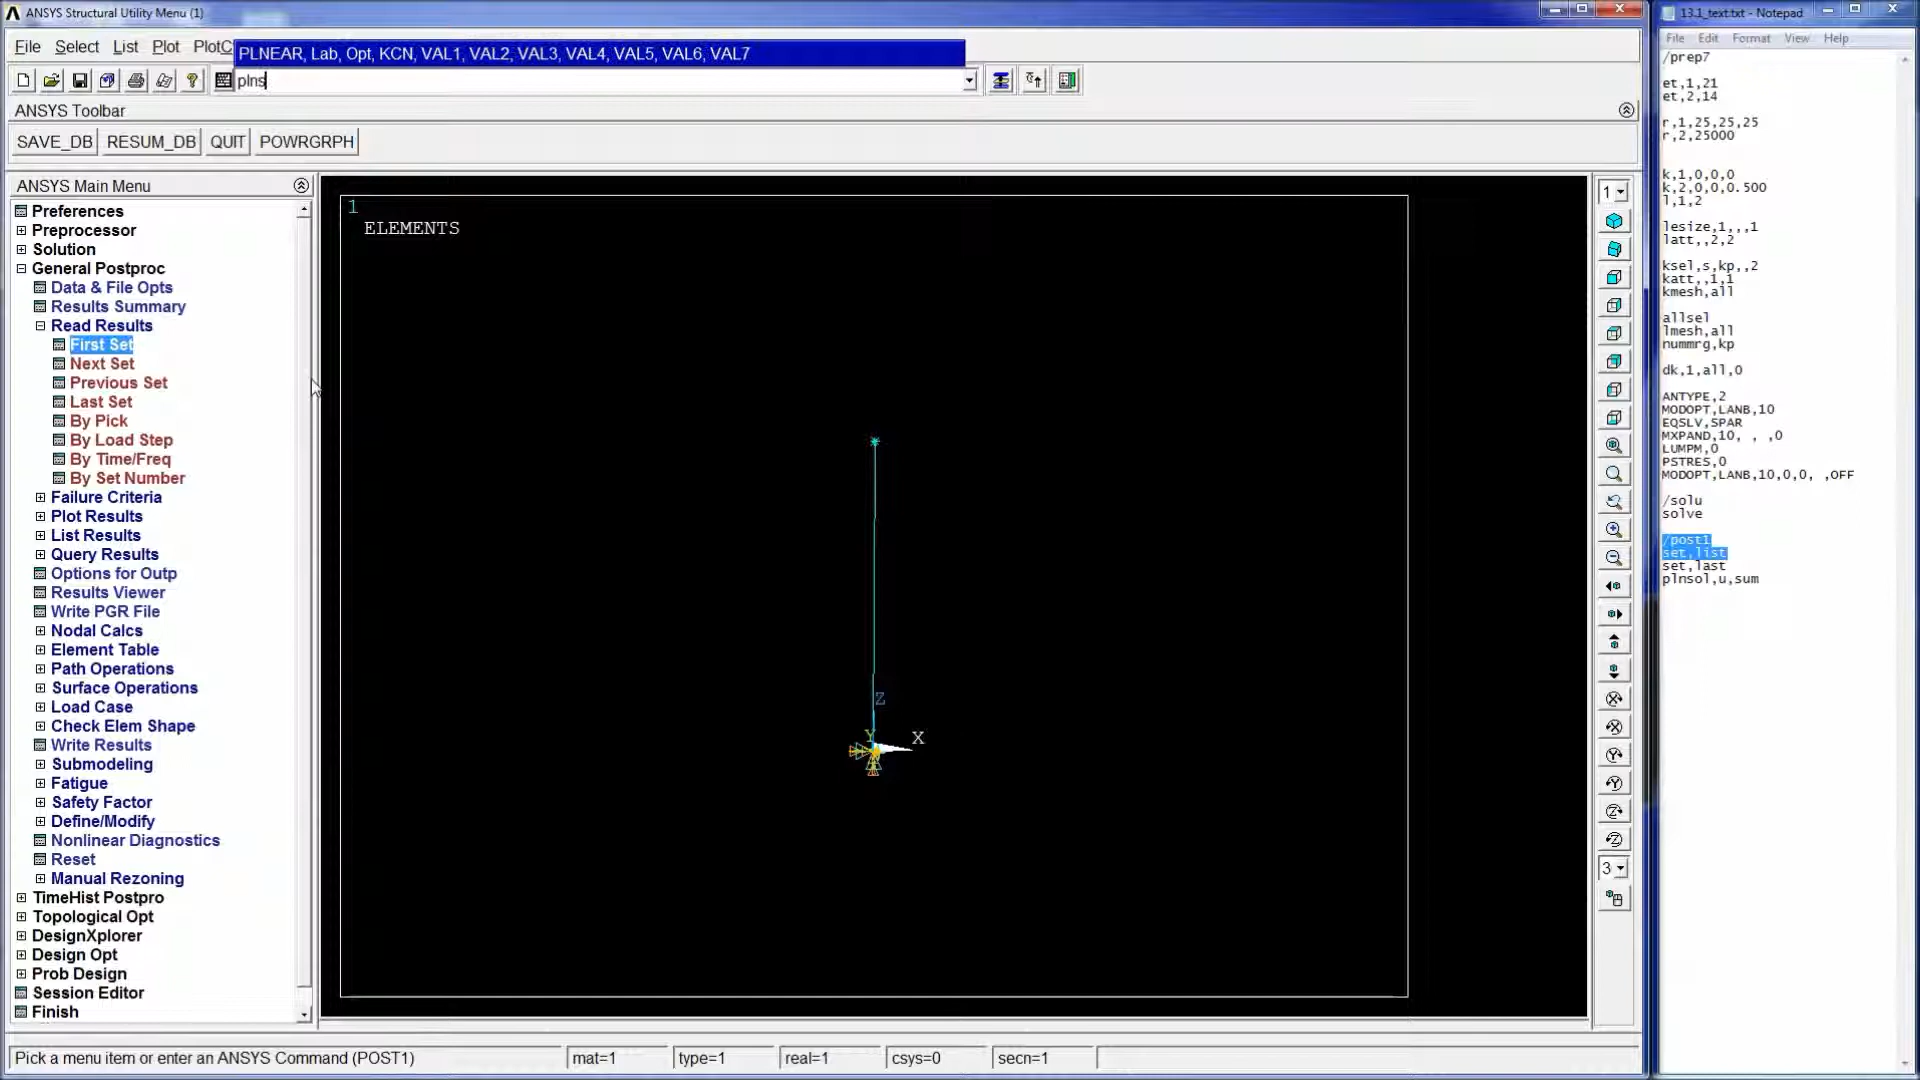 ANSYS Structural Utility Menu (1)
File Select List Plot PlotC
PLNEAR, Lab, Opt, KCN, VAL1, VAL2, VAL3, VAL4, VAL5, VAL6, VAL7
plns
ANSYS Toolbar
SAVE_DB RESUM_DB QUIT POWRGRPH
ANSYS Main Menu
Preferences
Preprocessor
Solution
General Postproc
Data & File Opts
Results Summary
Read Results
First Set
Next Set
Previous Set
Last Set
By Pick
By Load Step
By Time/Freq
By Set Number
Failure Criteria
Plot Results
List Results
Query Results
Options for Outp
Results Viewer
Write PGR File
Nodal Calcs
Element Table
Path Operations
Surface Operations
Load Case
Check Elem Shape
Write Results
Submodeling
Fatigue
Safety Factor
Define/Modify
Nonlinear Diagnostics
Reset
Manual Rezoning
TimeHist Postpro
Topological Opt
DesignXplorer
Design Opt
Prob Design
Session Editor
Finish
1
ELEMENTS
Z
Y
X
1
3
Pick a menu item or enter an ANSYS Command (POST1)
mat=1
type=1
real=1
csys=0
secn=1
13.1_text.txt - Notepad
File Edit Format View Help
/prep7
et,1,21
et,2,14
r,1,25,25,25
r,2,25000
k,1,0,0,0
k,2,0,0,0.500
l,1,2
lesize,1,,,1
latt,,2,2
ksel,s,kp,,2
katt,,1,1
kmesh,all
allsel
lmesh,all
nummrg,kp
dk,1,all,0
ANTYPE,2
MODOPT,LANB,10
EQSLV,SPAR
MXPAND,10, , ,0
LUMPM,0
PSTRES,0
MODOPT,LANB,10,0,0, ,OFF
/solu
solve
/post1
set,list
set,last
plnsol,u,sum